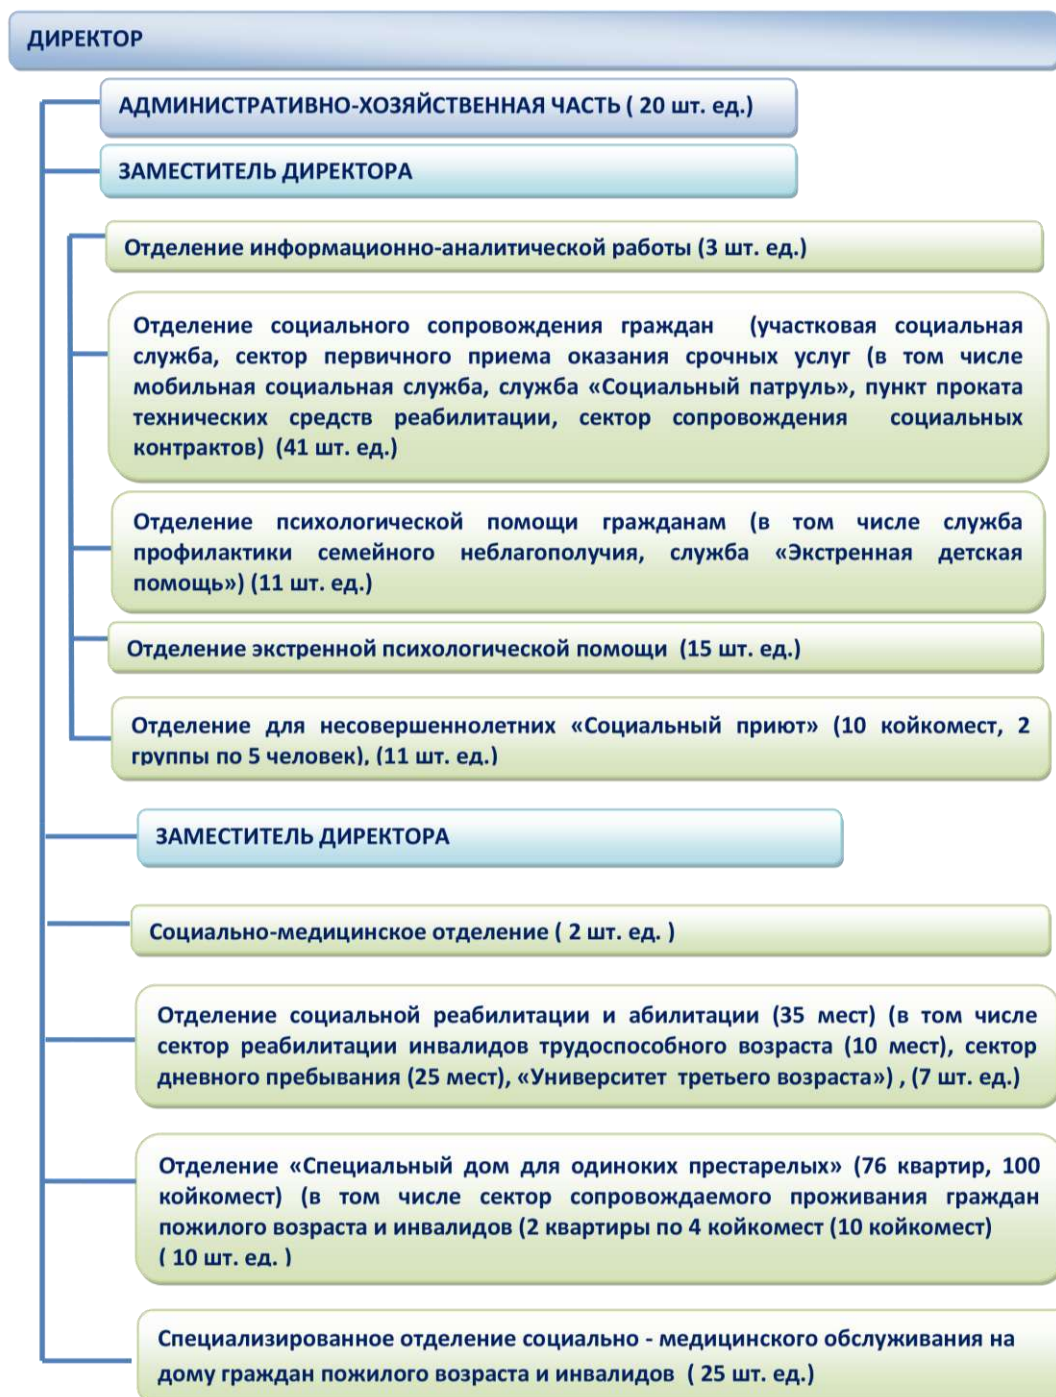 ДИРЕКТОР
АДМИНИСТРАТИВНО-ХОЗЯЙСТВЕННАЯ ЧАСТЬ ( 20 шт. ед.)
ЗАМЕСТИТЕЛЬ ДИРЕКТОРА
Отделение информационно-аналитической работы (3 шт. ед.)
Отделение социального сопровождения граждан (участковая социальная
служба, сектор первичного приема оказания срочных услуг (в том числе
мобильная социальная служба, служба «Социальный патруль», пункт проката
технических средств реабилитации, сектор сопровождения социальных
контрактов) (41 шт. ед.)
Отделение психологической помощи гражданам (в том числе служба
профилактики семейного неблагополучия, служба «Экстренная детская
помощь») (11 шт. ед.)
Отделение экстренной психологической помощи (15 шт. ед.)
Отделение для несовершеннолетних «Социальный приют» (10 койкомест, 2
группы по 5 человек), (11 шт. ед.)
ЗАМЕСТИТЕЛЬ ДИРЕКТОРА
Социально-медицинское отделение ( 2 шт. ед. )
Отделение социальной реабилитации и абилитации (35 мест) (в том числе
сектор реабилитации инвалидов трудоспособного возраста (10 мест), сектор
дневного пребывания (25 мест), «Университет третьего возраста») , (7 шт. ед.)
Отделение «Специальный дом для одиноких престарелых» (76 квартир, 100
койкомест) (в том числе сектор сопровождаемого проживания граждан
пожилого возраста и инвалидов (2 квартиры по 4 койкомест (10 койкомест)
( 10 шт. ед. )
Специализированное отделение социально - медицинского обслуживания на
дому граждан пожилого возраста и инвалидов ( 25 шт. ед.)